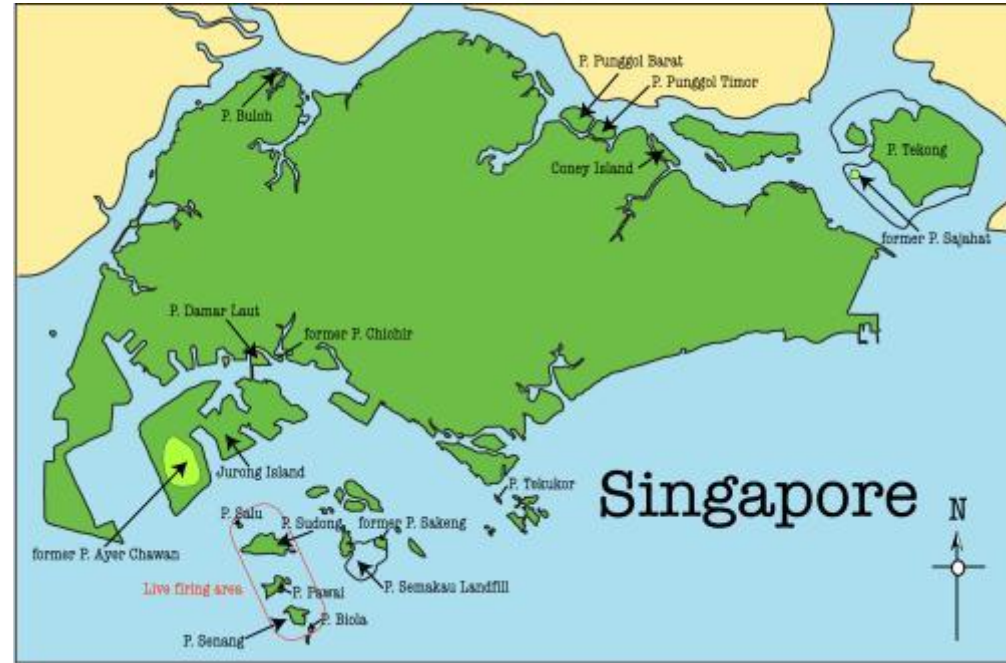 P. Punggol Barat
P. Punggol Timor
P. Buloh
Coney Island
P. Tekong
former P. Sajahat
P. Damar Laut
former P. Chichir
Jurong Island
P. Tekukor
Singapore
N
P. Salu
P. Sudong
former P. Sakeng
former P. Ayer Chawan
Live firing area
P. Pawai
P. Semakau Landfill
P. Biola
P. Senang